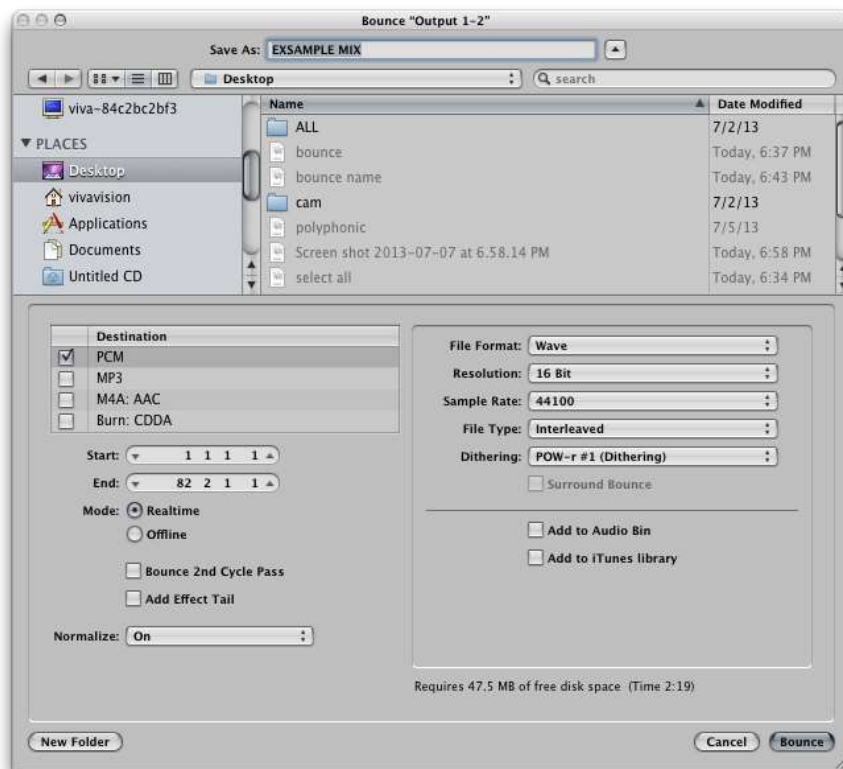 Bounce "Output 1-2"
Save As: EXSAMPLE MIX
Desktop
search
viva-84c2bc2bf3
PLACES
Desktop
vivavision
Applications
Documents
Untitled CD
Name Date Modified
ALL 7/2/13
bounce Today, 6:37 PM
bounce name Today, 6:43 PM
cam 7/2/13
polyphonic 7/5/13
Screen shot 2013-07-07 at 6.58.14 PM Today, 6:58 PM
select all Today, 6:34 PM
Destination
PCM
MP3
M4A: AAC
Burn: CDDA
Start: 1 1 1 1
End: 82 2 1 1
Mode: Realtime
Offline
Bounce 2nd Cycle Pass
Add Effect Tail
Normalize: On
File Format: Wave
Resolution: 16 Bit
Sample Rate: 44100
File Type: Interleaved
Dithering: POW-r #1 (Dithering)
Surround Bounce
Add to Audio Bin
Add to iTunes library
Requires 47.5 MB of free disk space (Time 2:19)
New Folder
Cancel
Bounce